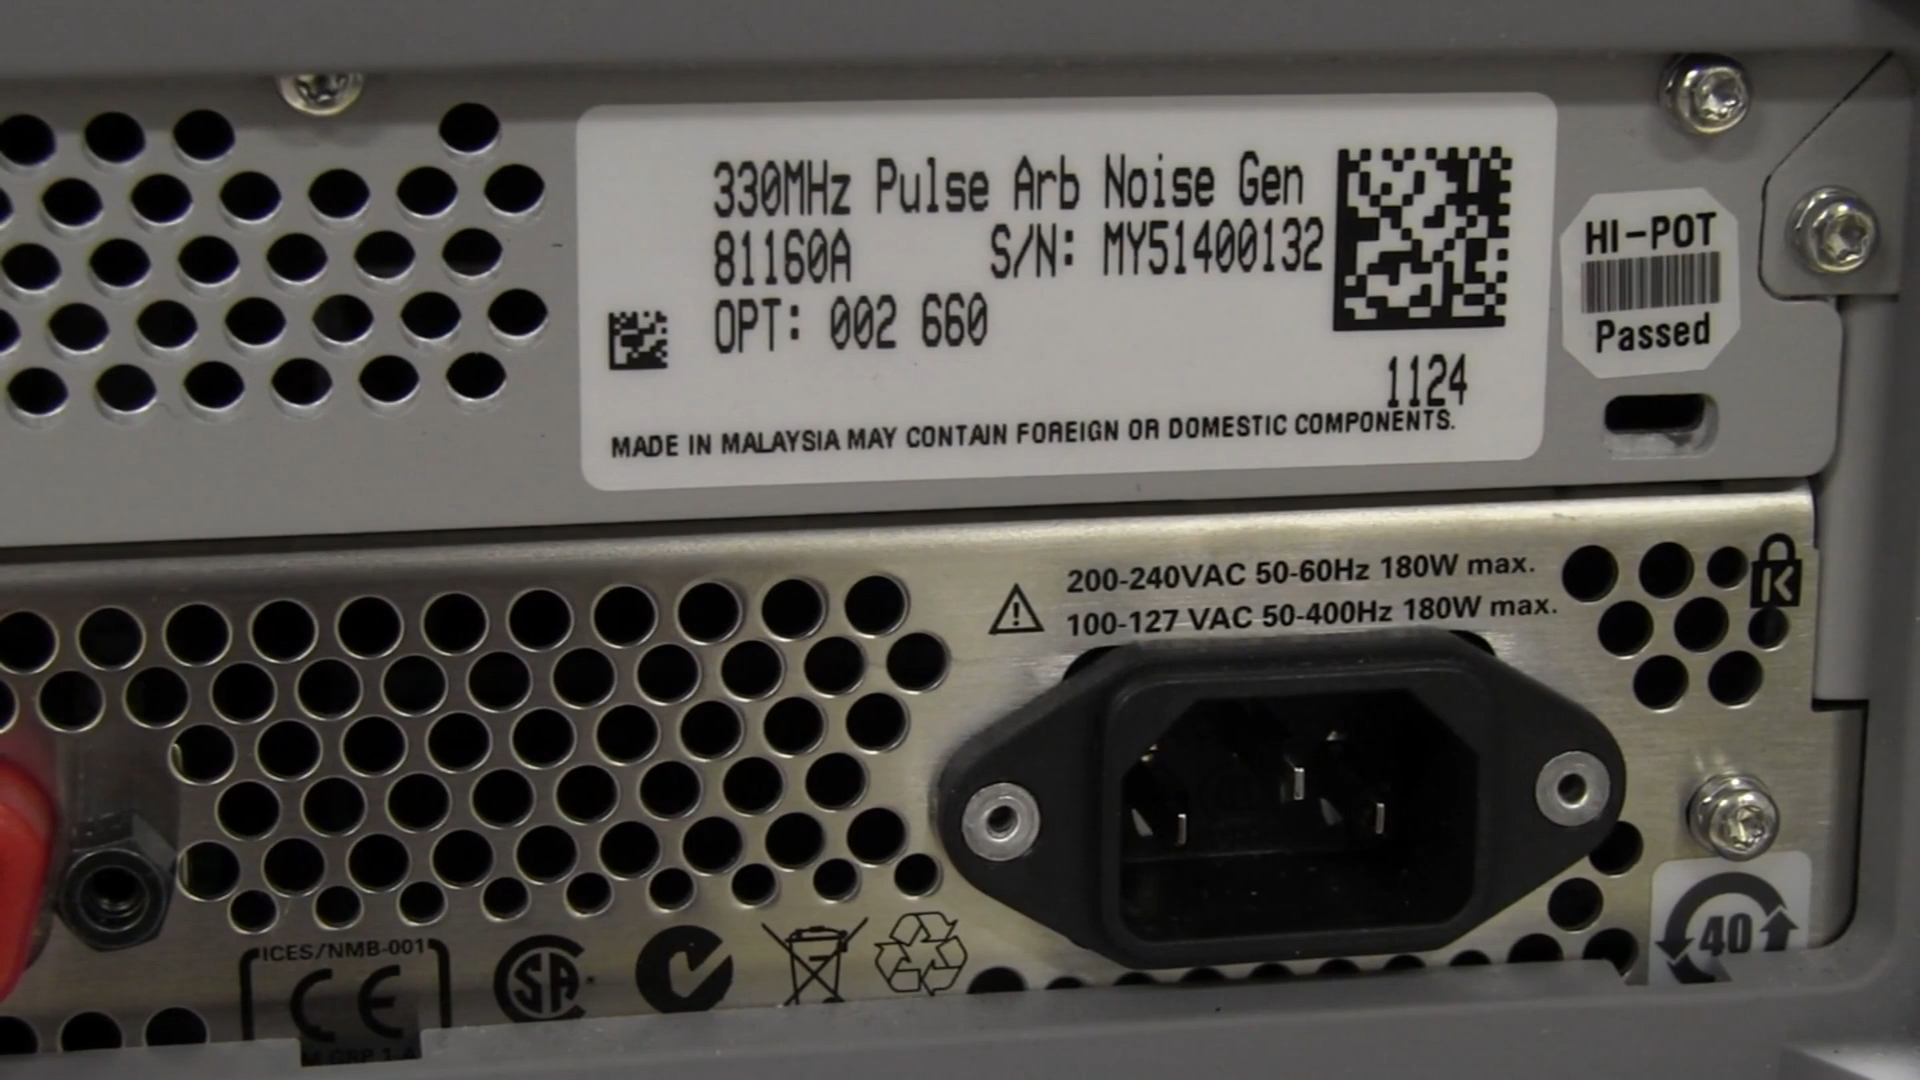 330MHz Pulse Arb Noise Gen
81160A S/N: MY51400132
OPT: 002 660
1124
MADE IN MALAYSIA MAY CONTAIN FOREIGN OR DOMESTIC COMPONENTS.
HI-POT
Passed
200-240VAC 50-60Hz 180W max.
100-127 VAC 50-400Hz 180W max.
K
ICES/NMB-001
CE
SA
40